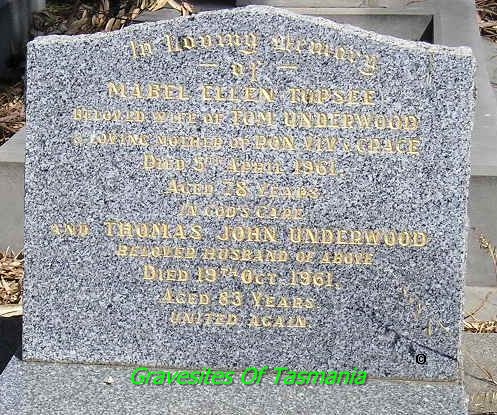 In Loving Memory
— of —
MABEL ELLEN TOPSEE
BELOVED WIFE OF TOM UNDERWOOD
& LOVING MOTHER OF RON, VIV & GRACE
DIED 5TH APRIL 1961.
AGED 78 YEARS
IN GOD'S CARE
AND THOMAS JOHN UNDERWOOD
BELOVED HUSBAND OF ABOVE
DIED 19TH OCT. 1961.
AGED 83 YEARS
UNITED AGAIN.
©
Gravesites Of Tasmania